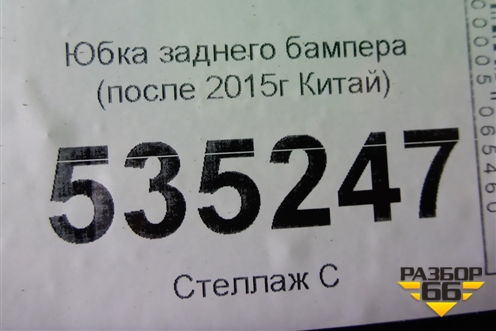 Юбка заднего бампера
(после 2015г Китай)
535247
Стеллаж С
РАЗБОР
66